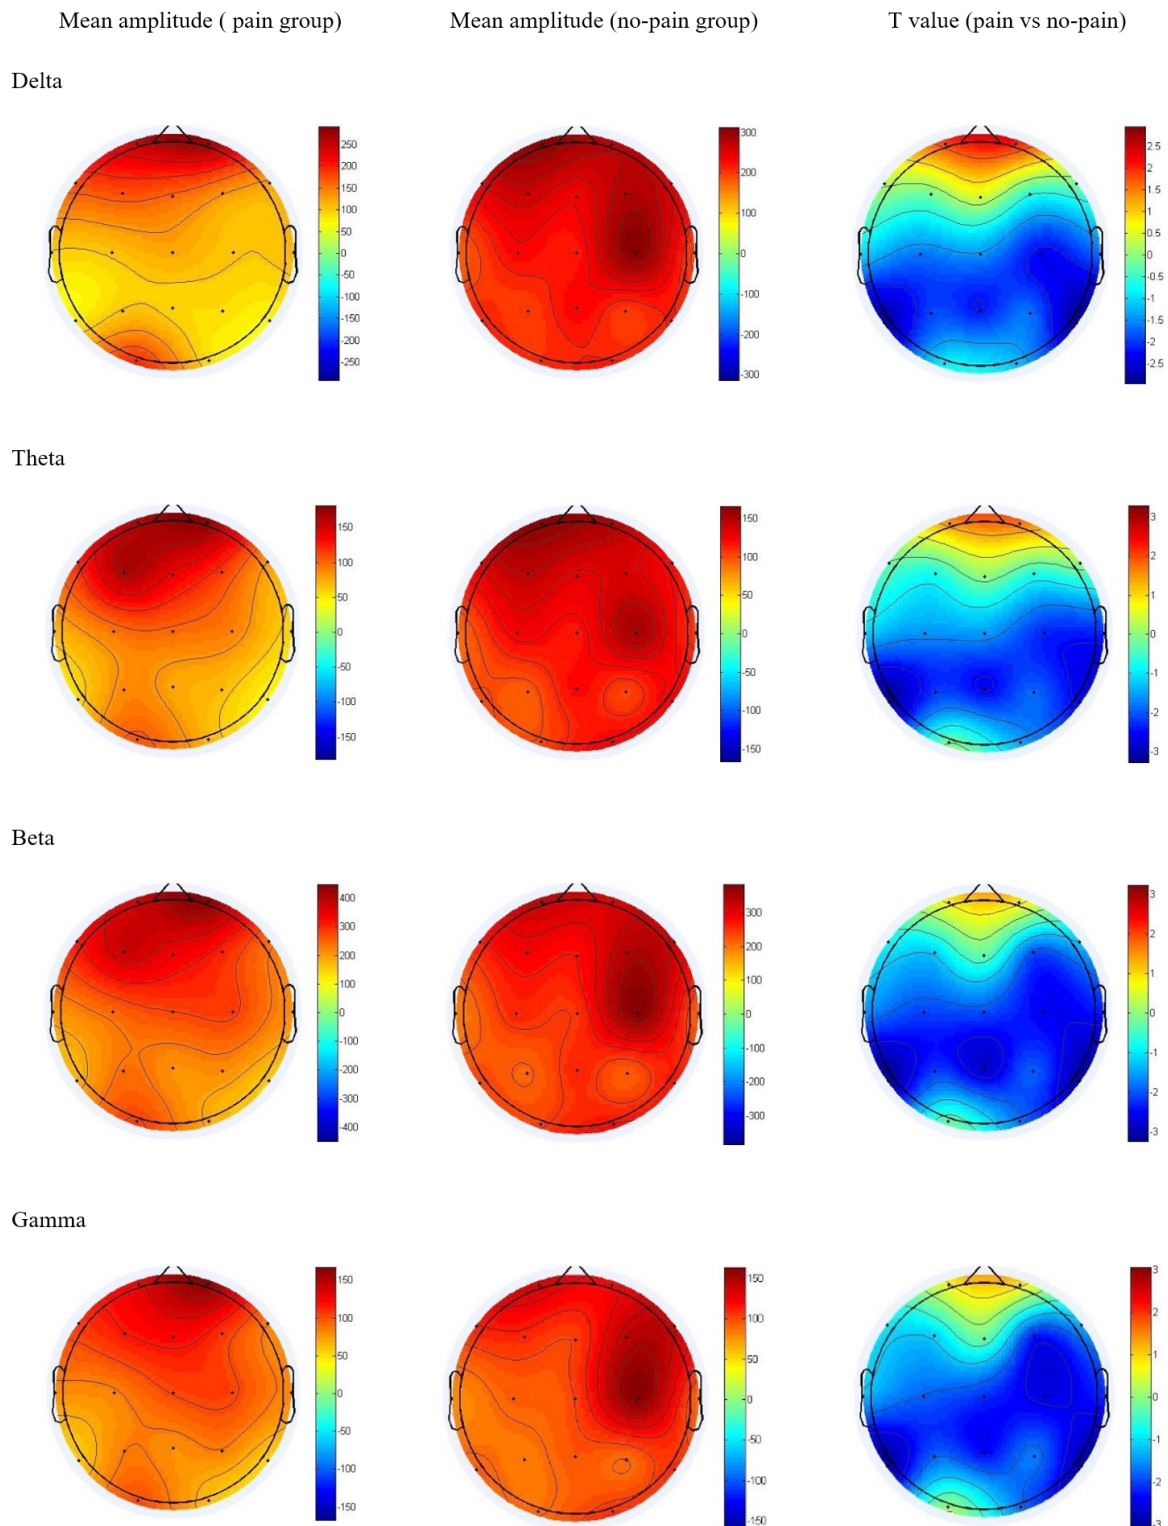 Mean amplitude ( pain group) Mean amplitude (no-pain group) T value (pain vs no-pain)
Delta
250 200 150 100 50 0 -50 -100 -150 -200 -250
300 200 100 0 -100 -200 -300
2.5 2 1.5 1 0.5 0 -0.5 -1 -1.5 -2 -2.5
Theta
150 100 50 0 -50 -100 -150
150 100 50 0 -50 -100 -150
3 2 1 0 -1 -2 -3
Beta
400 300 200 100 0 -100 -200 -300 -400
300 200 100 0 -100 -200 -300
3 2 1 0 -1 -2 -3
Gamma
150 100 50 0 -50 -100 -150
150 100 50 0 -50 -100 -150
3 2 1 0 -1 -2 -3